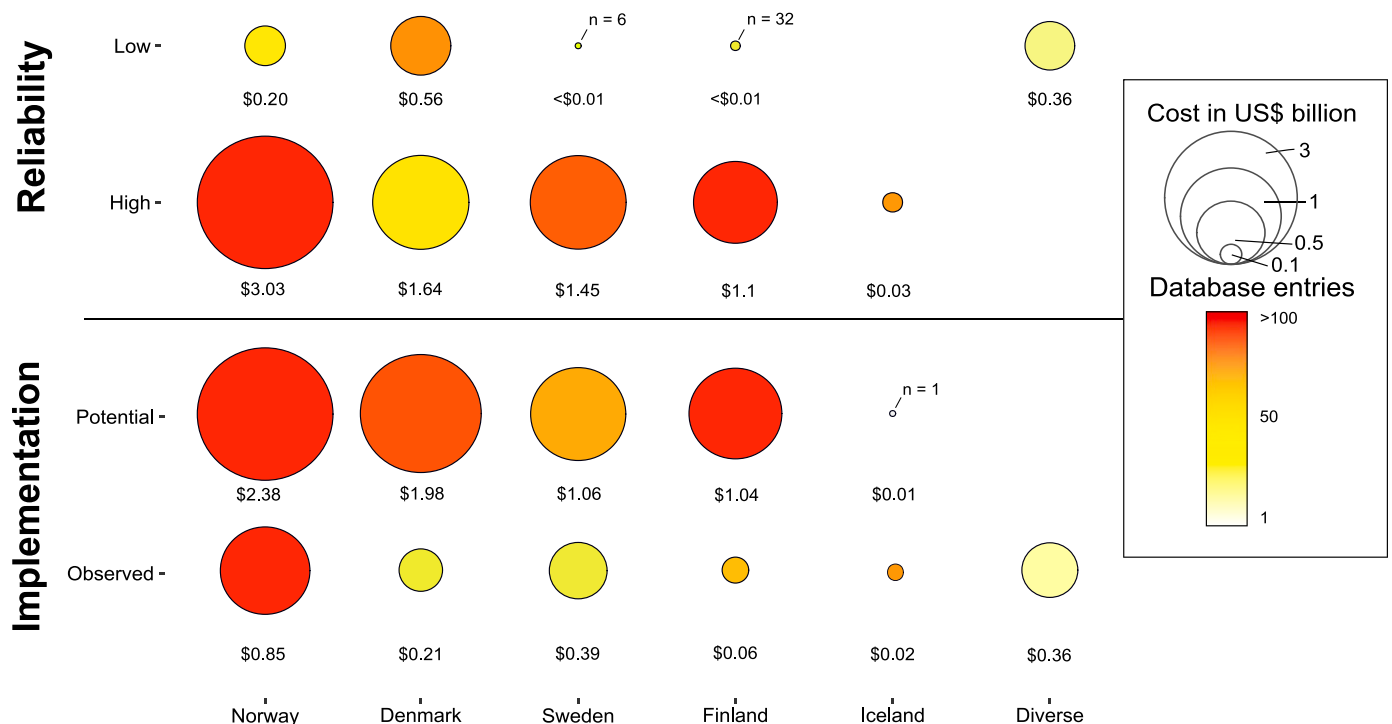 Reliability
Low
n = 6
n = 32
$0.20
$0.56
<$0.01
<$0.01
$0.36
High
$3.03
$1.64
$1.45
$1.1
$0.03
Implementation
Potential
n = 1
$2.38
$1.98
$1.06
$1.04
$0.01
Observed
$0.85
$0.21
$0.39
$0.06
$0.02
$0.36
Norway
Denmark
Sweden
Finland
Iceland
Diverse
Cost in US$ billion
3
1
0.5
0.1
Database entries
>100
50
1